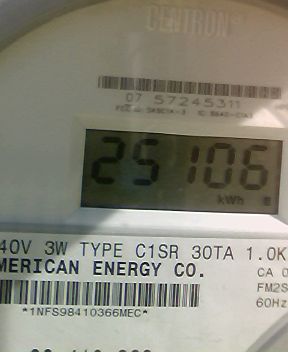 CENTRON®
07 57245311
25106
kWh
40V 3W TYPE C1SR 30TA 1.0K
MERICAN ENERGY CO.
CA 0
FM2S
60Hz
*1NFS98410366MEC*